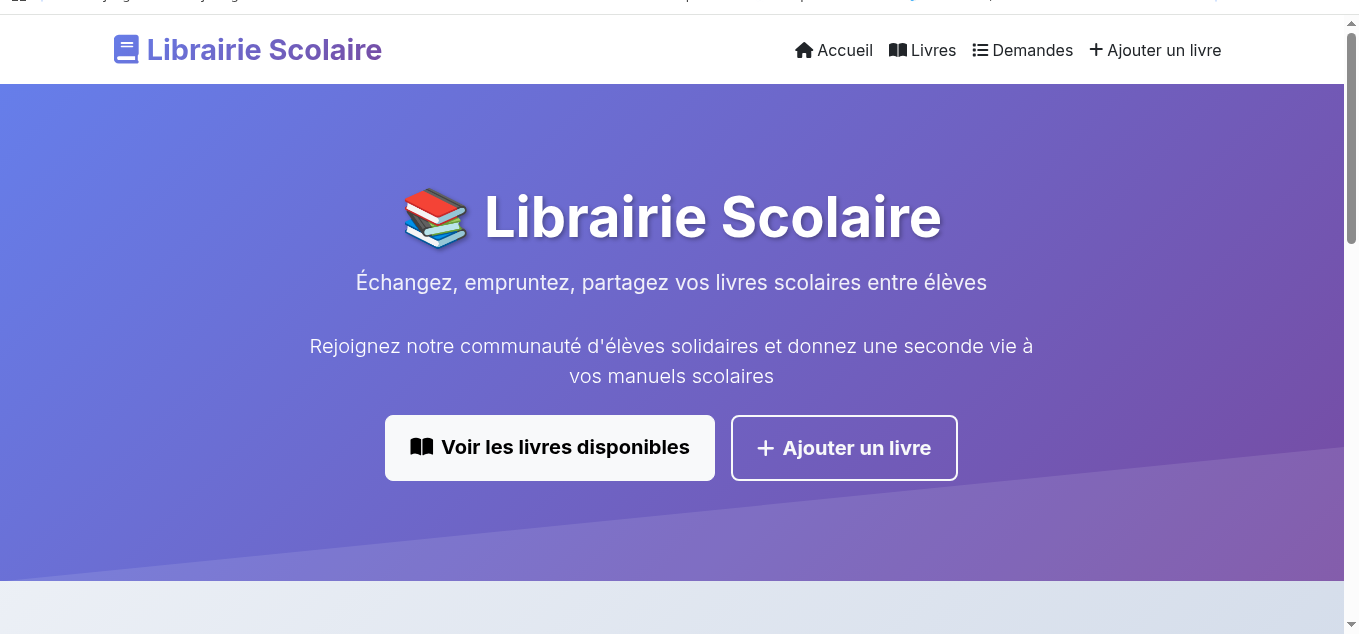 Librairie Scolaire
Accueil Livres Demandes Ajouter un livre
Librairie Scolaire
Échangez, empruntez, partagez vos livres scolaires entre élèves
Rejoignez notre communauté d'élèves solidaires et donnez une seconde vie à
vos manuels scolaires
Voir les livres disponibles
Ajouter un livre